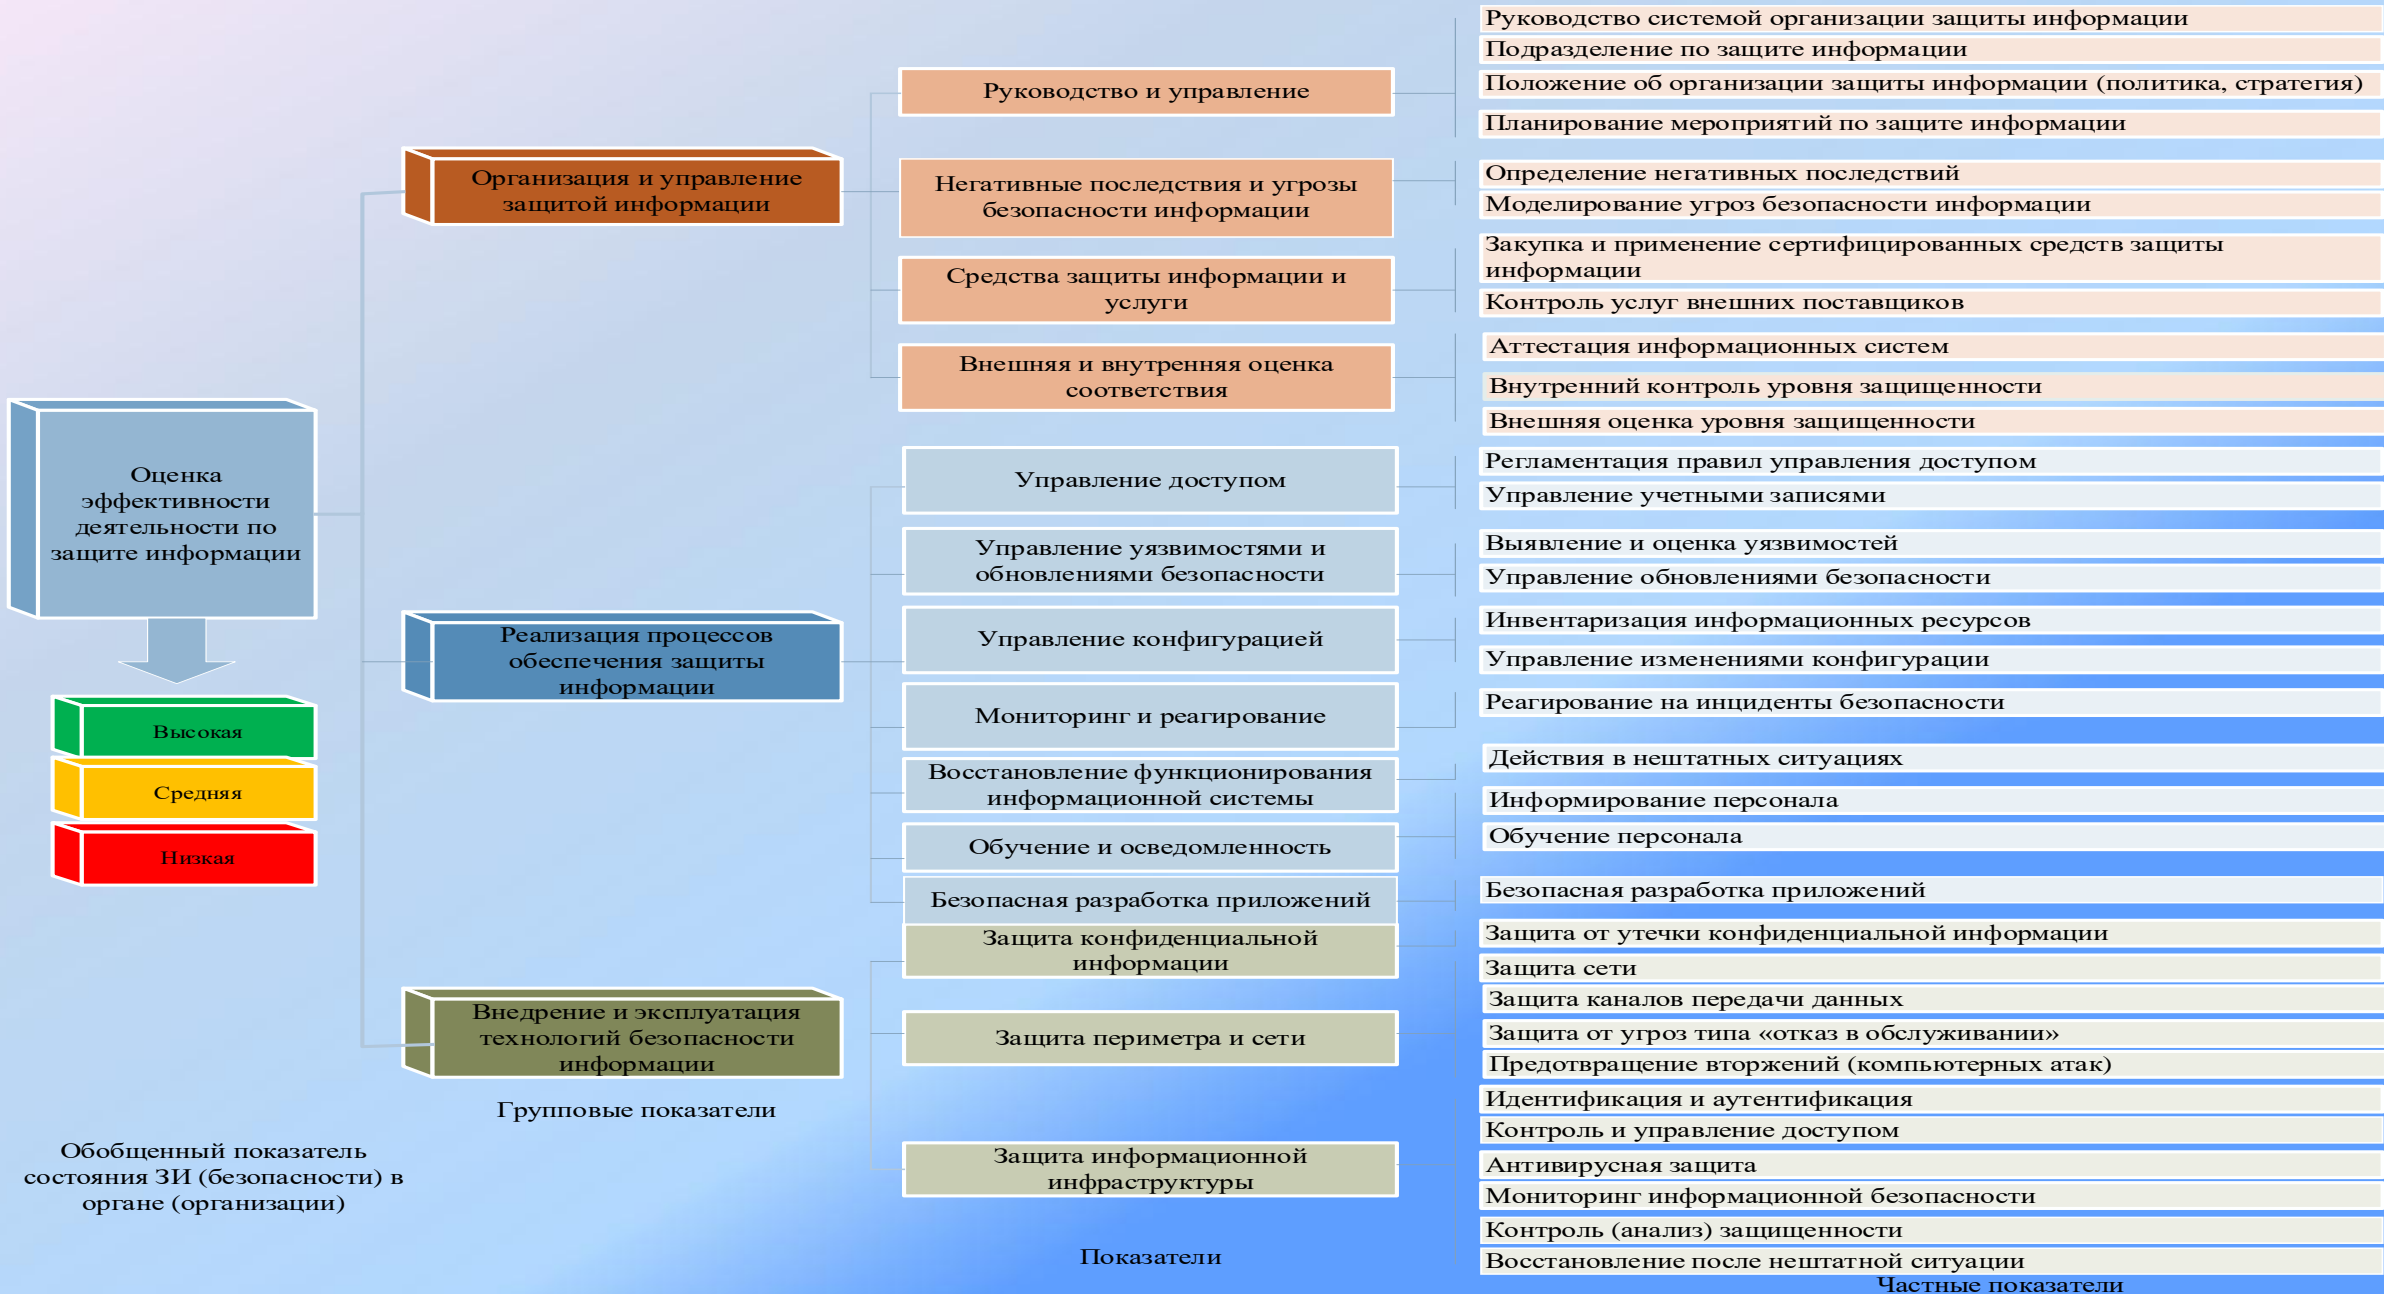 Оценка
эффективности
деятельности по
защите информации
Высокая
Средняя
Низкая
Обобщенный показатель
состояния ЗИ (безопасности) в
органе (организации)
Организация и управление
защитой информации
Реализация процессов
обеспечения защиты
информации
Внедрение и эксплуатация
технологий безопасности
информации
Групповые показатели
Руководство и управление
Негативные последствия и угрозы
безопасности информации
Средства защиты информации и
услуги
Внешняя и внутренняя оценка
соответствия
Управление доступом
Управление уязвимостями и
обновлениями безопасности
Управление конфигурацией
Мониторинг и реагирование
Восстановление функционирования
информационной системы
Обучение и осведомленность
Безопасная разработка приложений
Защита конфиденциальной
информации
Защита периметра и сети
Защита информационной
инфраструктуры
Показатели
Руководство системой организации защиты информации
Подразделение по защите информации
Положение об организации защиты информации (политика, стратегия)
Планирование мероприятий по защите информации
Определение негативных последствий
Моделирование угроз безопасности информации
Закупка и применение сертифицированных средств защиты
информации
Контроль услуг внешних поставщиков
Аттестация информационных систем
Внутренний контроль уровня защищенности
Внешняя оценка уровня защищенности
Регламентация правил управления доступом
Управление учетными записями
Выявление и оценка уязвимостей
Управление обновлениями безопасности
Инвентаризация информационных ресурсов
Управление изменениями конфигурации
Реагирование на инциденты безопасности
Действия в нештатных ситуациях
Информирование персонала
Обучение персонала
Безопасная разработка приложений
Защита от утечки конфиденциальной информации
Защита сети
Защита каналов передачи данных
Защита от угроз типа «отказ в обслуживании»
Предотвращение вторжений (компьютерных атак)
Идентификация и аутентификация
Контроль и управление доступом
Антивирусная защита
Мониторинг информационной безопасности
Контроль (анализ) защищенности
Восстановление после нештатной ситуации
Частные показатели